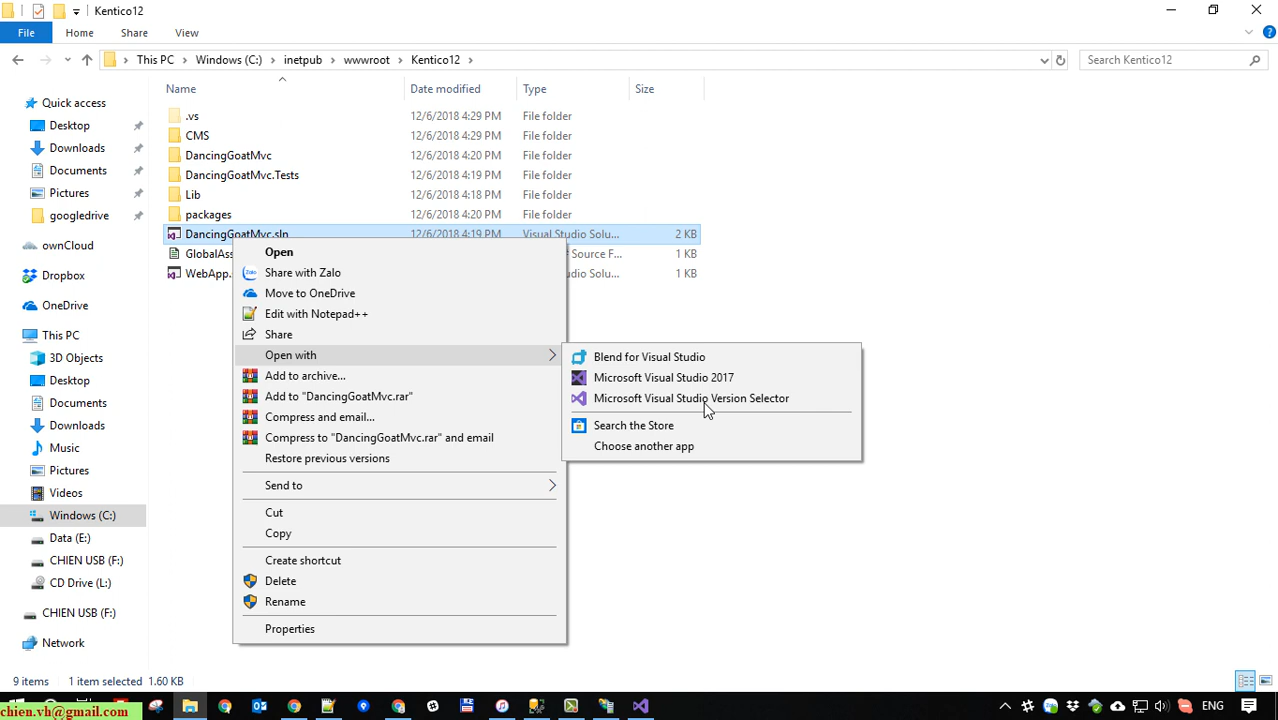 Kentico12
File
Home
Share
View
This PC
Windows (C:)
inetpub
wwwroot
Kentico12
Search Kentico12
Name
Date modified
Type
Size
.vs 12/6/2018 4:29 PM File folder
CMS 12/6/2018 4:29 PM File folder
DancingGoatMvc 12/6/2018 4:20 PM File folder
DancingGoatMvc.Tests 12/6/2018 4:19 PM File folder
Lib 12/6/2018 4:18 PM File folder
packages 12/6/2018 4:20 PM File folder
DancingGoatMvc.sln 12/6/2018 4:19 PM Visual Studio Solu... 2 KB
GlobalAss of Source F... 1 KB
WebApp. udio Solu... 1 KB
Quick access
Desktop
Downloads
Documents
Pictures
googledrive
ownCloud
Dropbox
OneDrive
This PC
3D Objects
Desktop
Documents
Downloads
Music
Pictures
Videos
Windows (C:)
Data (E:)
CHIEN USB (F:)
CD Drive (L:)
CHIEN USB (F:)
Network
Open
Share with Zalo
Move to OneDrive
Edit with Notepad++
Share
Open with
Add to archive...
Add to "DancingGoatMvc.rar"
Compress and email...
Compress to "DancingGoatMvc.rar" and email
Restore previous versions
Send to
Cut
Copy
Create shortcut
Delete
Rename
Properties
Blend for Visual Studio
Microsoft Visual Studio 2017
Microsoft Visual Studio Version Selector
Search the Store
Choose another app
9 items
1 item selected 1.60 KB
chien.vh@gmail.com
ENG